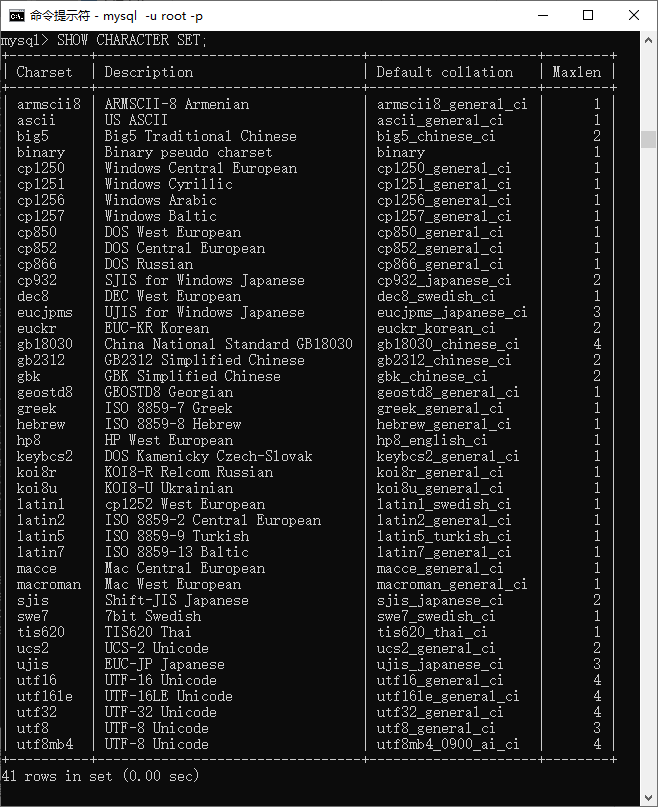 命令提示符 - mysql  -u root -p
mysql> SHOW CHARACTER SET;
+----------+---------------------------------+---------------------+--------+
| Charset  | Description                     | Default collation   | Maxlen |
+----------+---------------------------------+---------------------+--------+
| armscii8 | ARMSCII-8 Armenian              | armscii8_general_ci |      1 |
| ascii    | US ASCII                        | ascii_general_ci    |      1 |
| big5     | Big5 Traditional Chinese        | big5_chinese_ci     |      2 |
| binary   | Binary pseudo charset           | binary              |      1 |
| cp1250   | Windows Central European        | cp1250_general_ci   |      1 |
| cp1251   | Windows Cyrillic                | cp1251_general_ci   |      1 |
| cp1256   | Windows Arabic                  | cp1256_general_ci   |      1 |
| cp1257   | Windows Baltic                  | cp1257_general_ci   |      1 |
| cp850    | DOS West European               | cp850_general_ci    |      1 |
| cp852    | DOS Central European            | cp852_general_ci    |      1 |
| cp866    | DOS Russian                     | cp866_general_ci    |      1 |
| cp932    | SJIS for Windows Japanese       | cp932_japanese_ci   |      2 |
| dec8     | DEC West European               | dec8_swedish_ci     |      1 |
| eucjpms  | UJIS for Windows Japanese       | eucjpms_japanese_ci |      3 |
| euckr    | EUC-KR Korean                   | euckr_korean_ci     |      2 |
| gb18030  | China National Standard GB18030 | gb18030_chinese_ci  |      4 |
| gb2312   | GB2312 Simplified Chinese       | gb2312_chinese_ci   |      2 |
| gbk      | GBK Simplified Chinese          | gbk_chinese_ci      |      2 |
| geostd8  | GEOSTD8 Georgian                | geostd8_general_ci  |      1 |
| greek    | ISO 8859-7 Greek                | greek_general_ci    |      1 |
| hebrew   | ISO 8859-8 Hebrew               | hebrew_general_ci   |      1 |
| hp8      | HP West European                | hp8_english_ci      |      1 |
| keybcs2  | DOS Kamenicky Czech-Slovak      | keybcs2_general_ci  |      1 |
| koi8r    | KOI8-R Relcom Russian           | koi8r_general_ci    |      1 |
| koi8u    | KOI8-U Ukrainian                | koi8u_general_ci    |      1 |
| latin1   | cp1252 West European            | latin1_swedish_ci   |      1 |
| latin2   | ISO 8859-2 Central European     | latin2_general_ci   |      1 |
| latin5   | ISO 8859-9 Turkish              | latin5_turkish_ci   |      1 |
| latin7   | ISO 8859-13 Baltic              | latin7_general_ci   |      1 |
| macce    | Mac Central European            | macce_general_ci    |      1 |
| macroman | Mac West European               | macroman_general_ci |      1 |
| sjis     | Shift-JIS Japanese              | sjis_japanese_ci    |      2 |
| swe7     | 7bit Swedish                    | swe7_swedish_ci     |      1 |
| tis620   | TIS620 Thai                     | tis620_thai_ci      |      1 |
| ucs2     | UCS-2 Unicode                   | ucs2_general_ci     |      2 |
| ujis     | EUC-JP Japanese                 | ujis_japanese_ci    |      3 |
| utf16    | UTF-16 Unicode                  | utf16_general_ci    |      4 |
| utf16le  | UTF-16LE Unicode                | utf16le_general_ci  |      4 |
| utf32    | UTF-32 Unicode                  | utf32_general_ci    |      4 |
| utf8     | UTF-8 Unicode                   | utf8_general_ci     |      3 |
| utf8mb4  | UTF-8 Unicode                   | utf8mb4_0900_ai_ci  |      4 |
+----------+---------------------------------+---------------------+--------+
41 rows in set (0.00 sec)